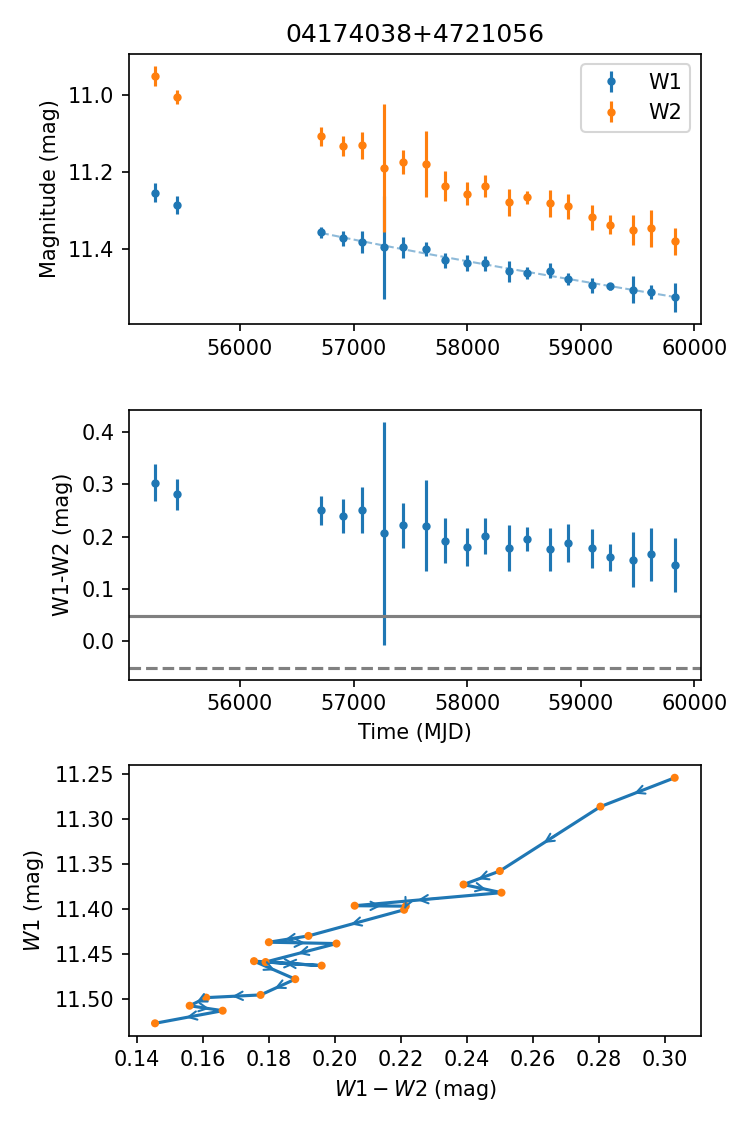 04174038+4721056
Magnitude (mag)
11.0
11.2
11.4
W1
W2
56000 57000 58000 59000 60000
W1-W2 (mag)
0.4
0.3
0.2
0.1
0.0
56000 57000 58000 59000 60000
Time (MJD)
W1 (mag)
11.25
11.30
11.35
11.40
11.45
11.50
0.14 0.16 0.18 0.20 0.22 0.24 0.26 0.28 0.30
W1 − W2 (mag)